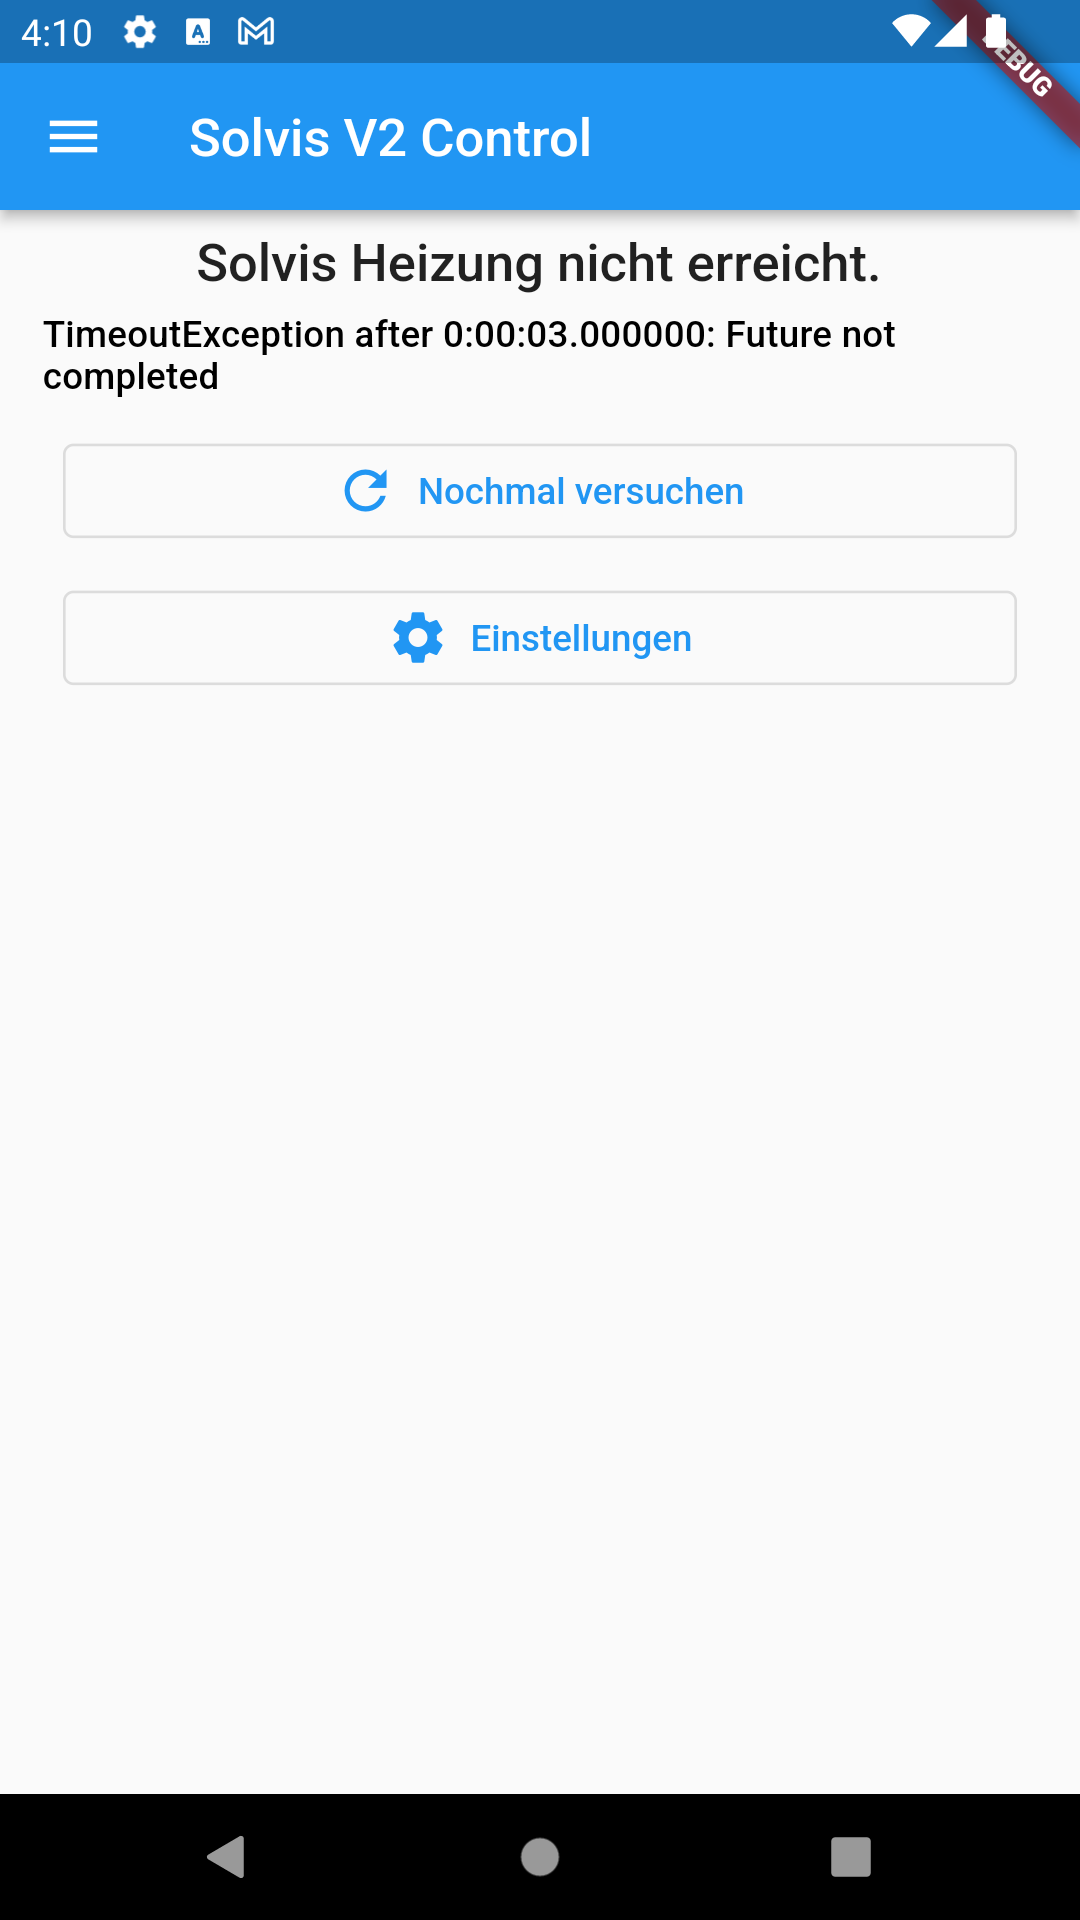 4:10
Solvis V2 Control
Solvis Heizung nicht erreicht.
TimeoutException after 0:00:03.000000: Future not
completed
Nochmal versuchen
Einstellungen